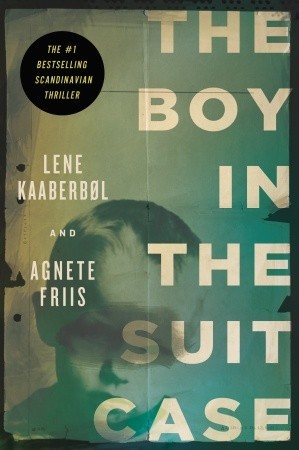 THE #1
BESTSELLING
SCANDINAVIAN
THRILLER
LENE
KAABERBØL
AND
AGNETE
FRIIS
THE
BOY
IN
THE
SUIT
CASE